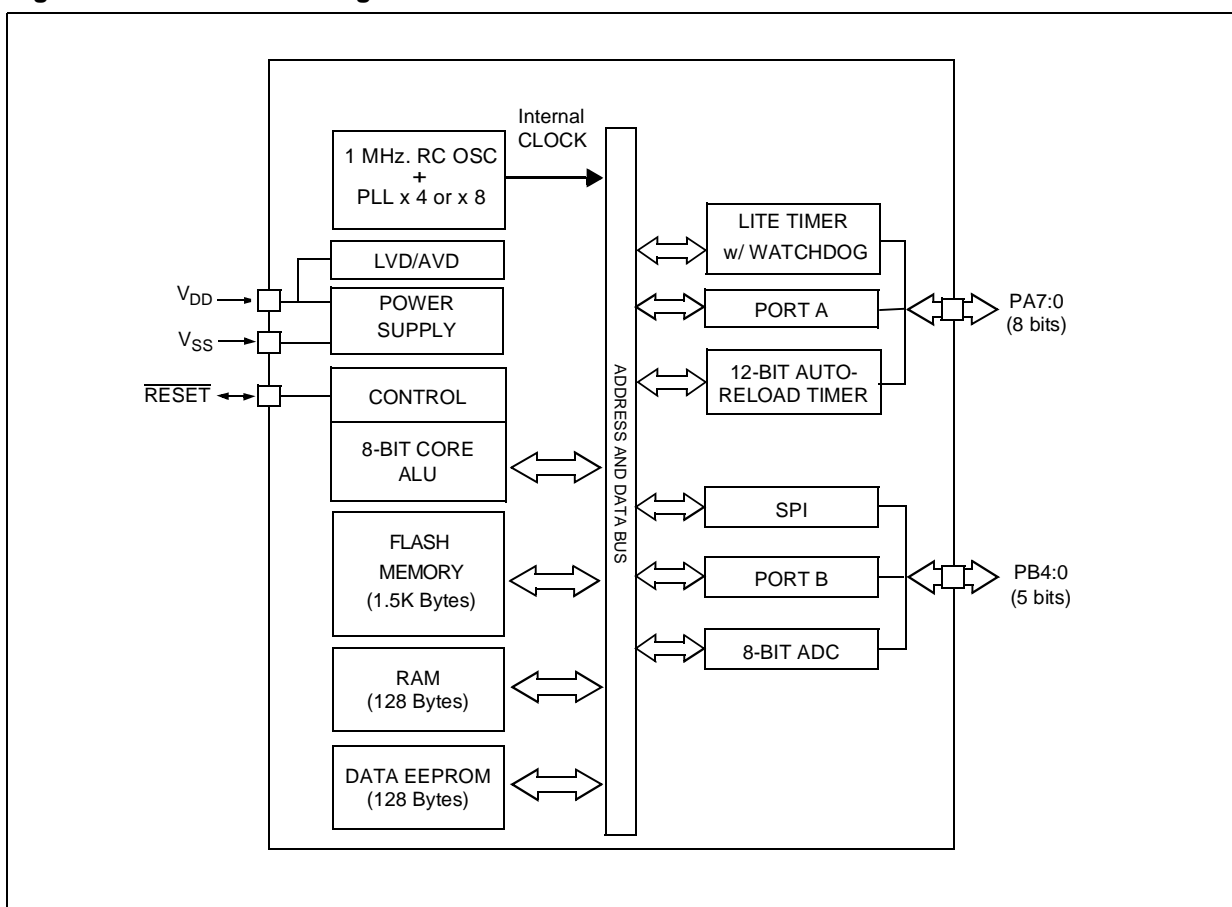 Internal
CLOCK
1 MHz. RC OSC
+
PLL x 4 or x 8
LVD/AVD
VDD
POWER
SUPPLY
VSS
RESET
CONTROL
8-BIT CORE
ALU
FLASH
MEMORY
(1.5K Bytes)
RAM
(128 Bytes)
DATA EEPROM
(128 Bytes)
ADDRESS AND DATA BUS
LITE TIMER
w/ WATCHDOG
PORT A
12-BIT AUTO-
RELOAD TIMER
PA7:0
(8 bits)
SPI
PORT B
8-BIT ADC
PB4:0
(5 bits)